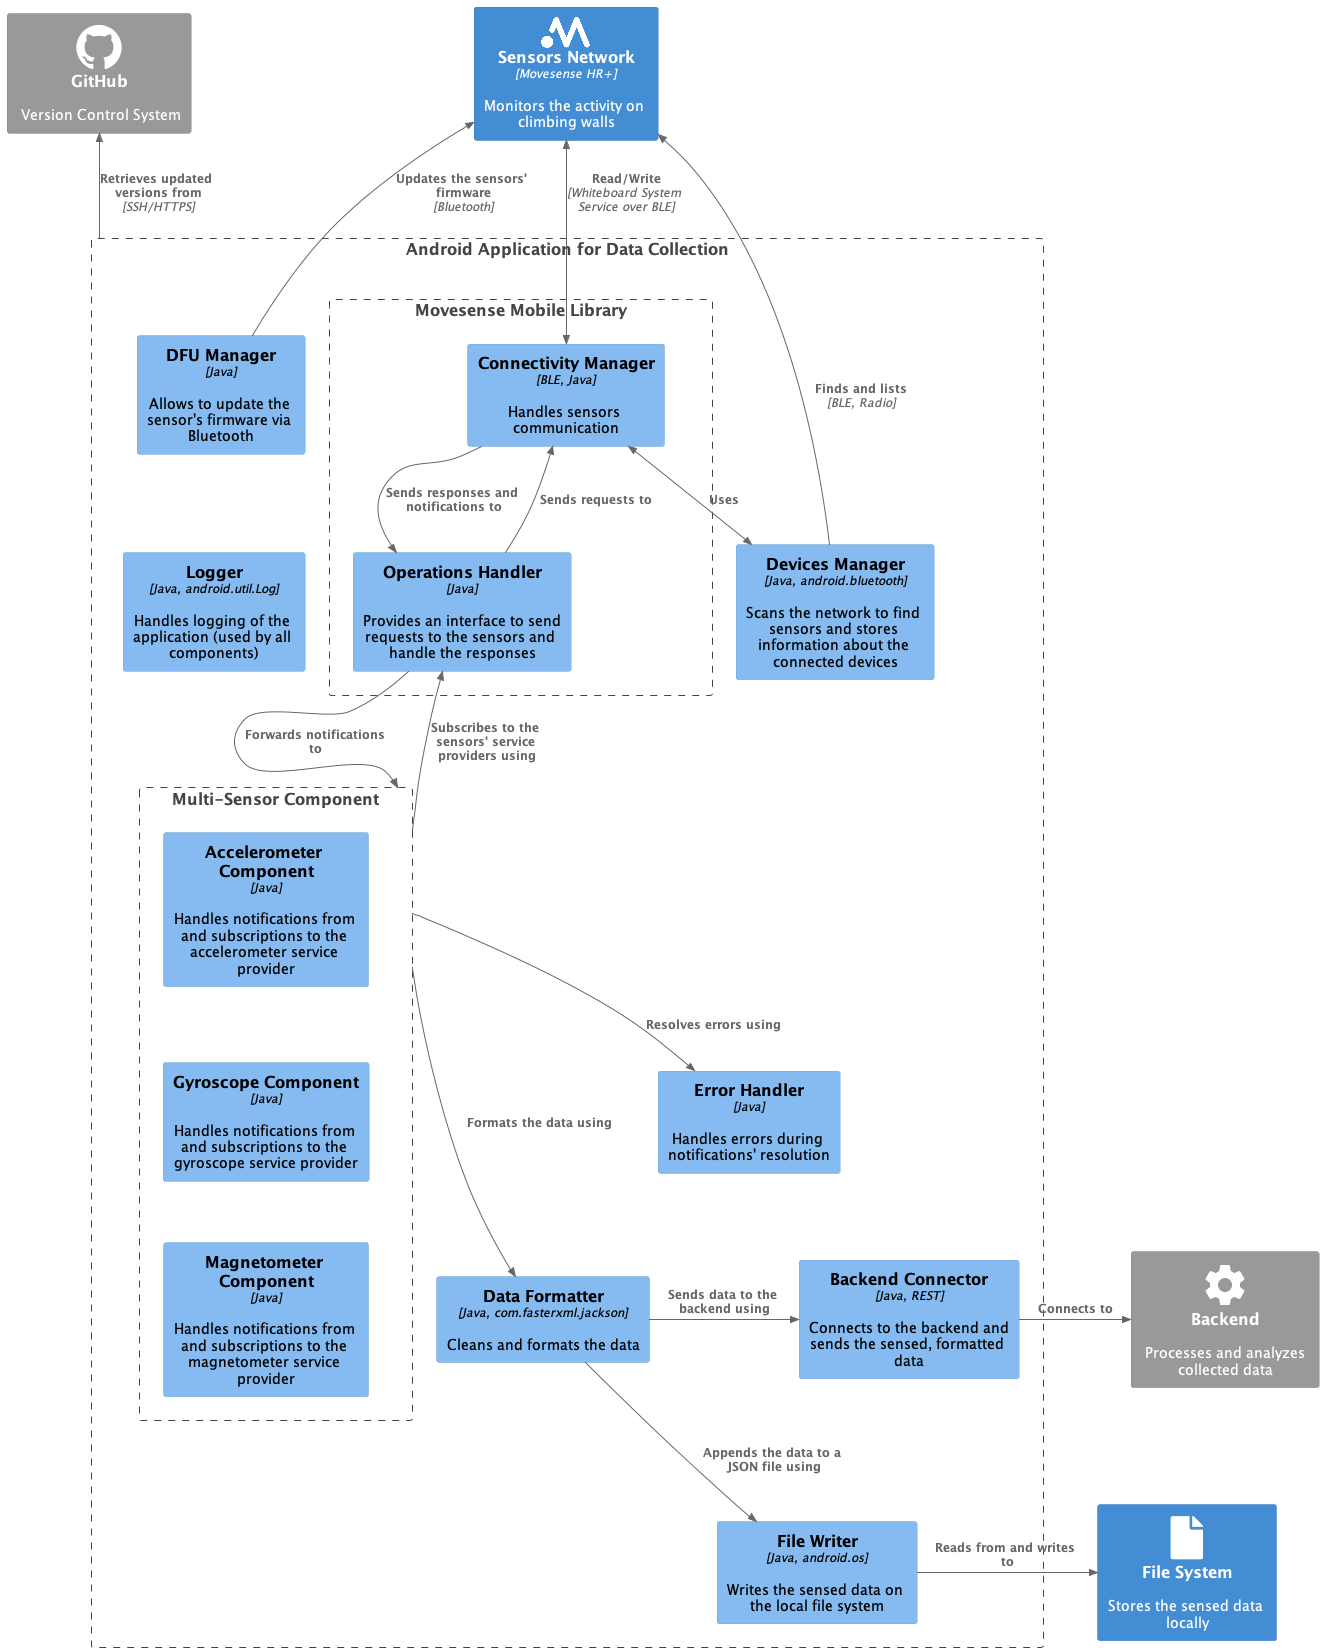 GitHub
Version Control System
Sensors Network
[Movesense HR+]
Monitors the activity on
climbing walls
Retrieves updated
versions from
[SSH/HTTPS]
Updates the sensors'
firmware
[Bluetooth]
Read/Write
[Whiteboard System
Service over BLE]
Android Application for Data Collection
Movesense Mobile Library
DFU Manager
[Java]
Allows to update the
sensor's firmware via
Bluetooth
Connectivity Manager
[BLE, Java]
Handles sensors
communication
Finds and lists
[BLE, Radio]
Sends responses and
notifications to
Sends requests to
Uses
Logger
[Java, android.util.Log]
Handles logging of the
application (used by all
components)
Operations Handler
[Java]
Provides an interface to send
requests to the sensors and
handle the responses
Devices Manager
[Java, android.bluetooth]
Scans the network to find
sensors and stores
information about the
connected devices
Forwards notifications
to
Subscribes to the
sensors' service
providers using
Multi-Sensor Component
Accelerometer
Component
[Java]
Handles notifications from
and subscriptions to the
accelerometer service
provider
Resolves errors using
Gyroscope Component
[Java]
Handles notifications from
and subscriptions to the
gyroscope service provider
Error Handler
[Java]
Handles errors during
notifications' resolution
Formats the data using
Magnetometer
Component
[Java]
Handles notifications from
and subscriptions to the
magnetometer service
provider
Data Formatter
[Java, com.fasterxml.jackson]
Cleans and formats the data
Sends data to the
backend using
Backend Connector
[Java, REST]
Connects to the backend and
sends the sensed, formatted
data
Connects to
Backend
Processes and analyzes
collected data
Appends the data to a
JSON file using
File Writer
[Java, android.os]
Writes the sensed data on
the local file system
Reads from and writes
to
File System
Stores the sensed data
locally